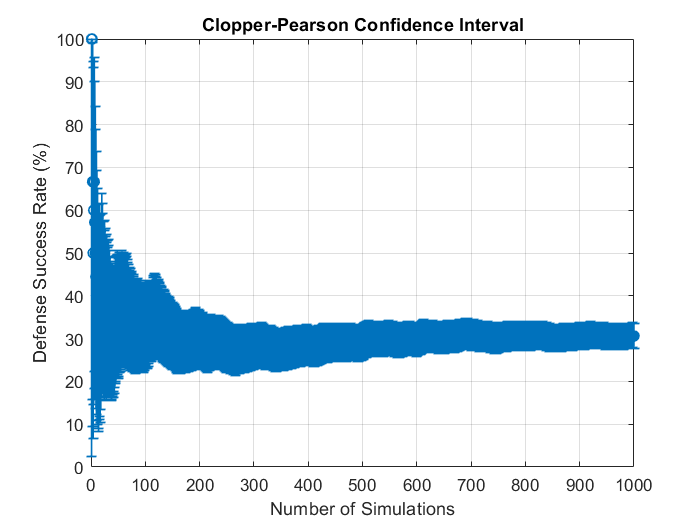 Clopper-Pearson Confidence Interval
100
90
80
70
60
50
40
30
20
10
0
Defense Success Rate (%)
0 100 200 300 400 500 600 700 800 900 1000
Number of Simulations